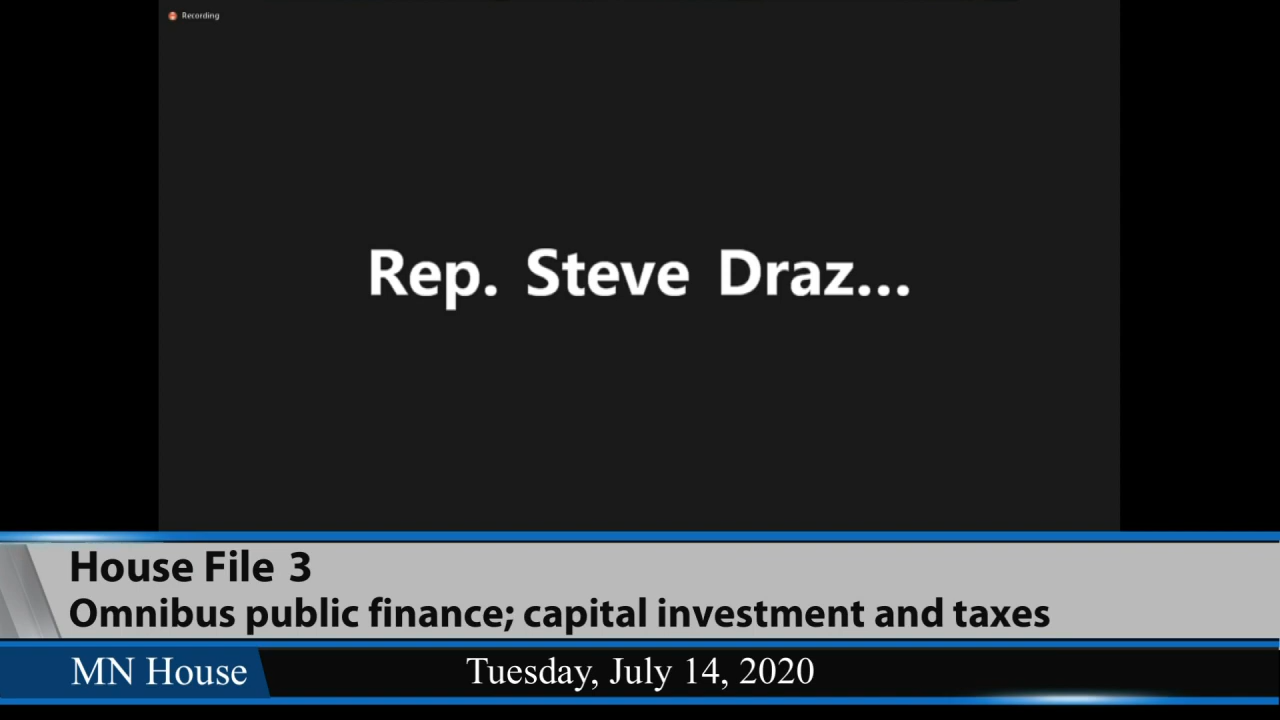 Recording
Rep. Steve Draz...
House File 3
Omnibus public finance; capital investment and taxes
MN House
Tuesday, July 14, 2020